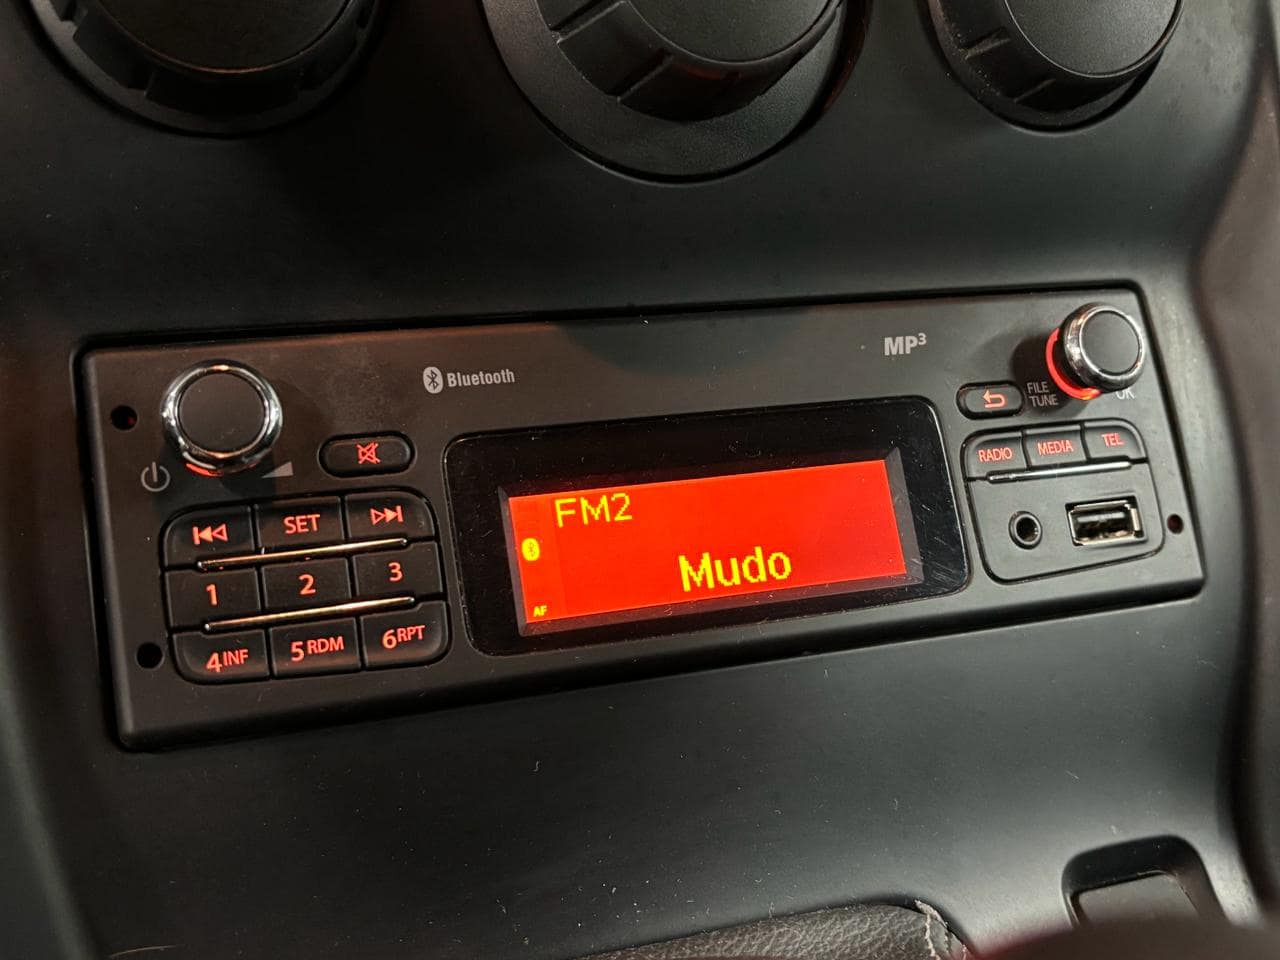 MP3
Bluetooth
FILE
TUNE
OK
RADIO
MEDIA
TEL
SET
FM2
Mudo
AF
1
2
3
4INF
5RDM
6RPT